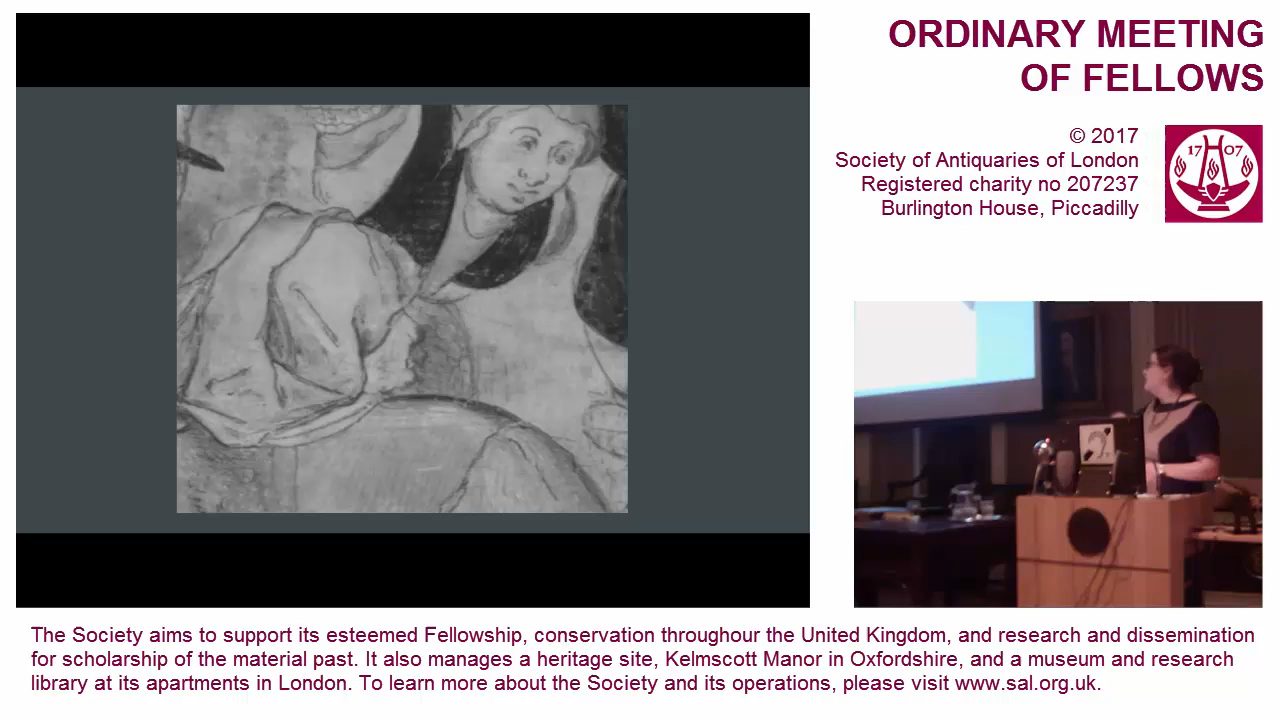 ORDINARY MEETING
OF FELLOWS
© 2017
Society of Antiquaries of London
Registered charity no 207237
Burlington House, Piccadilly
17 07
The Society aims to support its esteemed Fellowship, conservation throughour the United Kingdom, and research and dissemination
for scholarship of the material past. It also manages a heritage site, Kelmscott Manor in Oxfordshire, and a museum and research
library at its apartments in London. To learn more about the Society and its operations, please visit www.sal.org.uk.